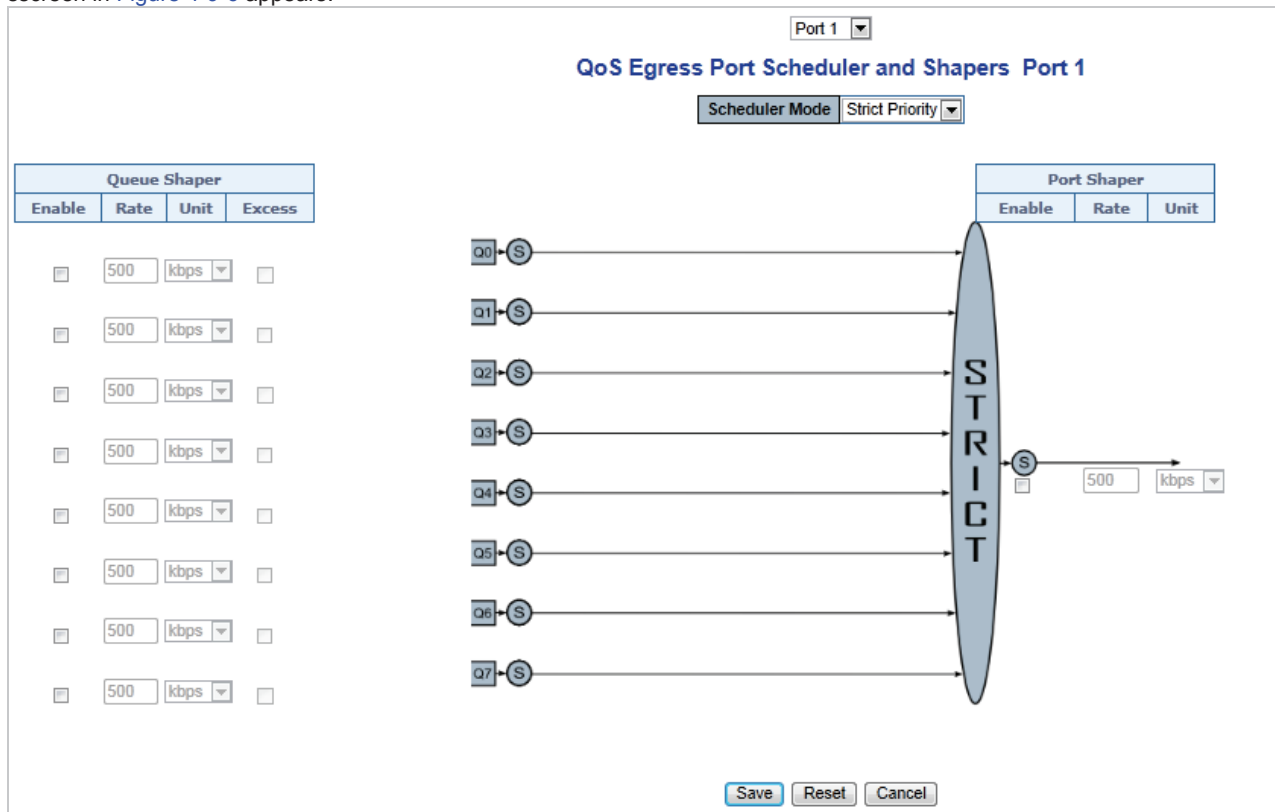 Port 1
QoS Egress Port Scheduler and Shapers Port 1
Scheduler Mode Strict Priority
Queue Shaper
Enable Rate Unit Excess
Port Shaper
Enable Rate Unit
500 kbps
Q0 S
500 kbps
Q1 S
500 kbps
Q2 S
500 kbps
Q3 S
500 kbps
Q4 S
500 kbps
Q5 S
500 kbps
Q6 S
500 kbps
Q7 S
STRICT
S
500 kbps
Save Reset Cancel